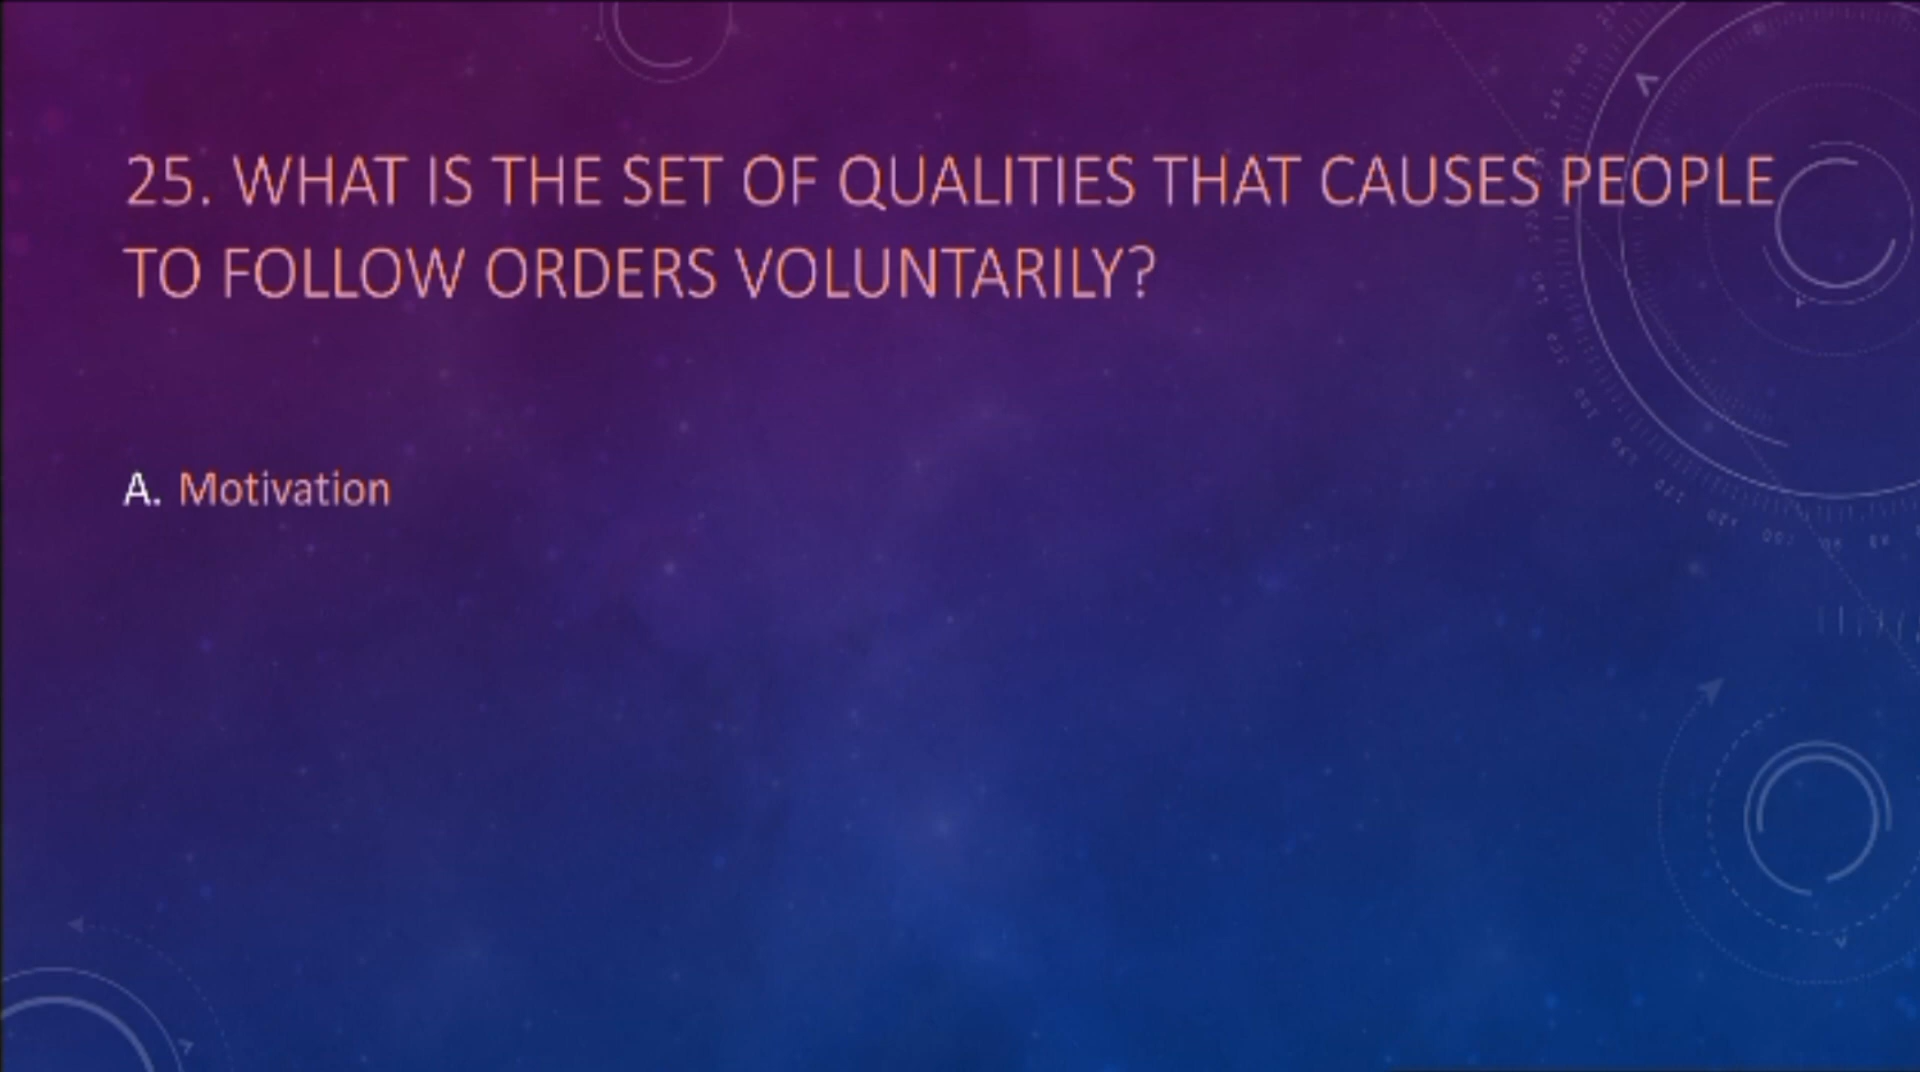 25. WHAT IS THE SET OF QUALITIES THAT CAUSES PEOPLE
TO FOLLOW ORDERS VOLUNTARILY?
A. Motivation